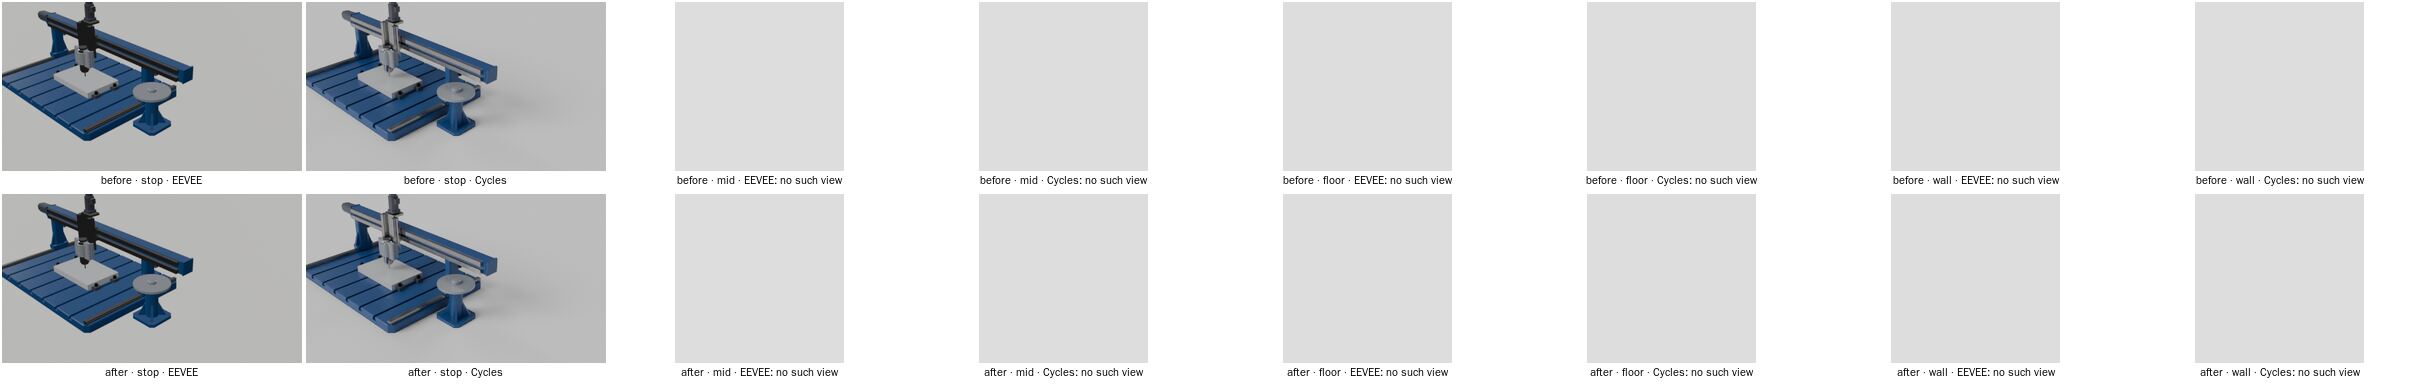 before · stop · EEVEE
before · stop · Cycles
before · mid · EEVEE: no such view
before · mid · Cycles: no such view
before · floor · EEVEE: no such view
before · floor · Cycles: no such view
before · wall · EEVEE: no such view
before · wall · Cycles: no such view
after · stop · EEVEE
after · stop · Cycles
after · mid · EEVEE: no such view
after · mid · Cycles: no such view
after · floor · EEVEE: no such view
after · floor · Cycles: no such view
after · wall · EEVEE: no such view
after · wall · Cycles: no such view